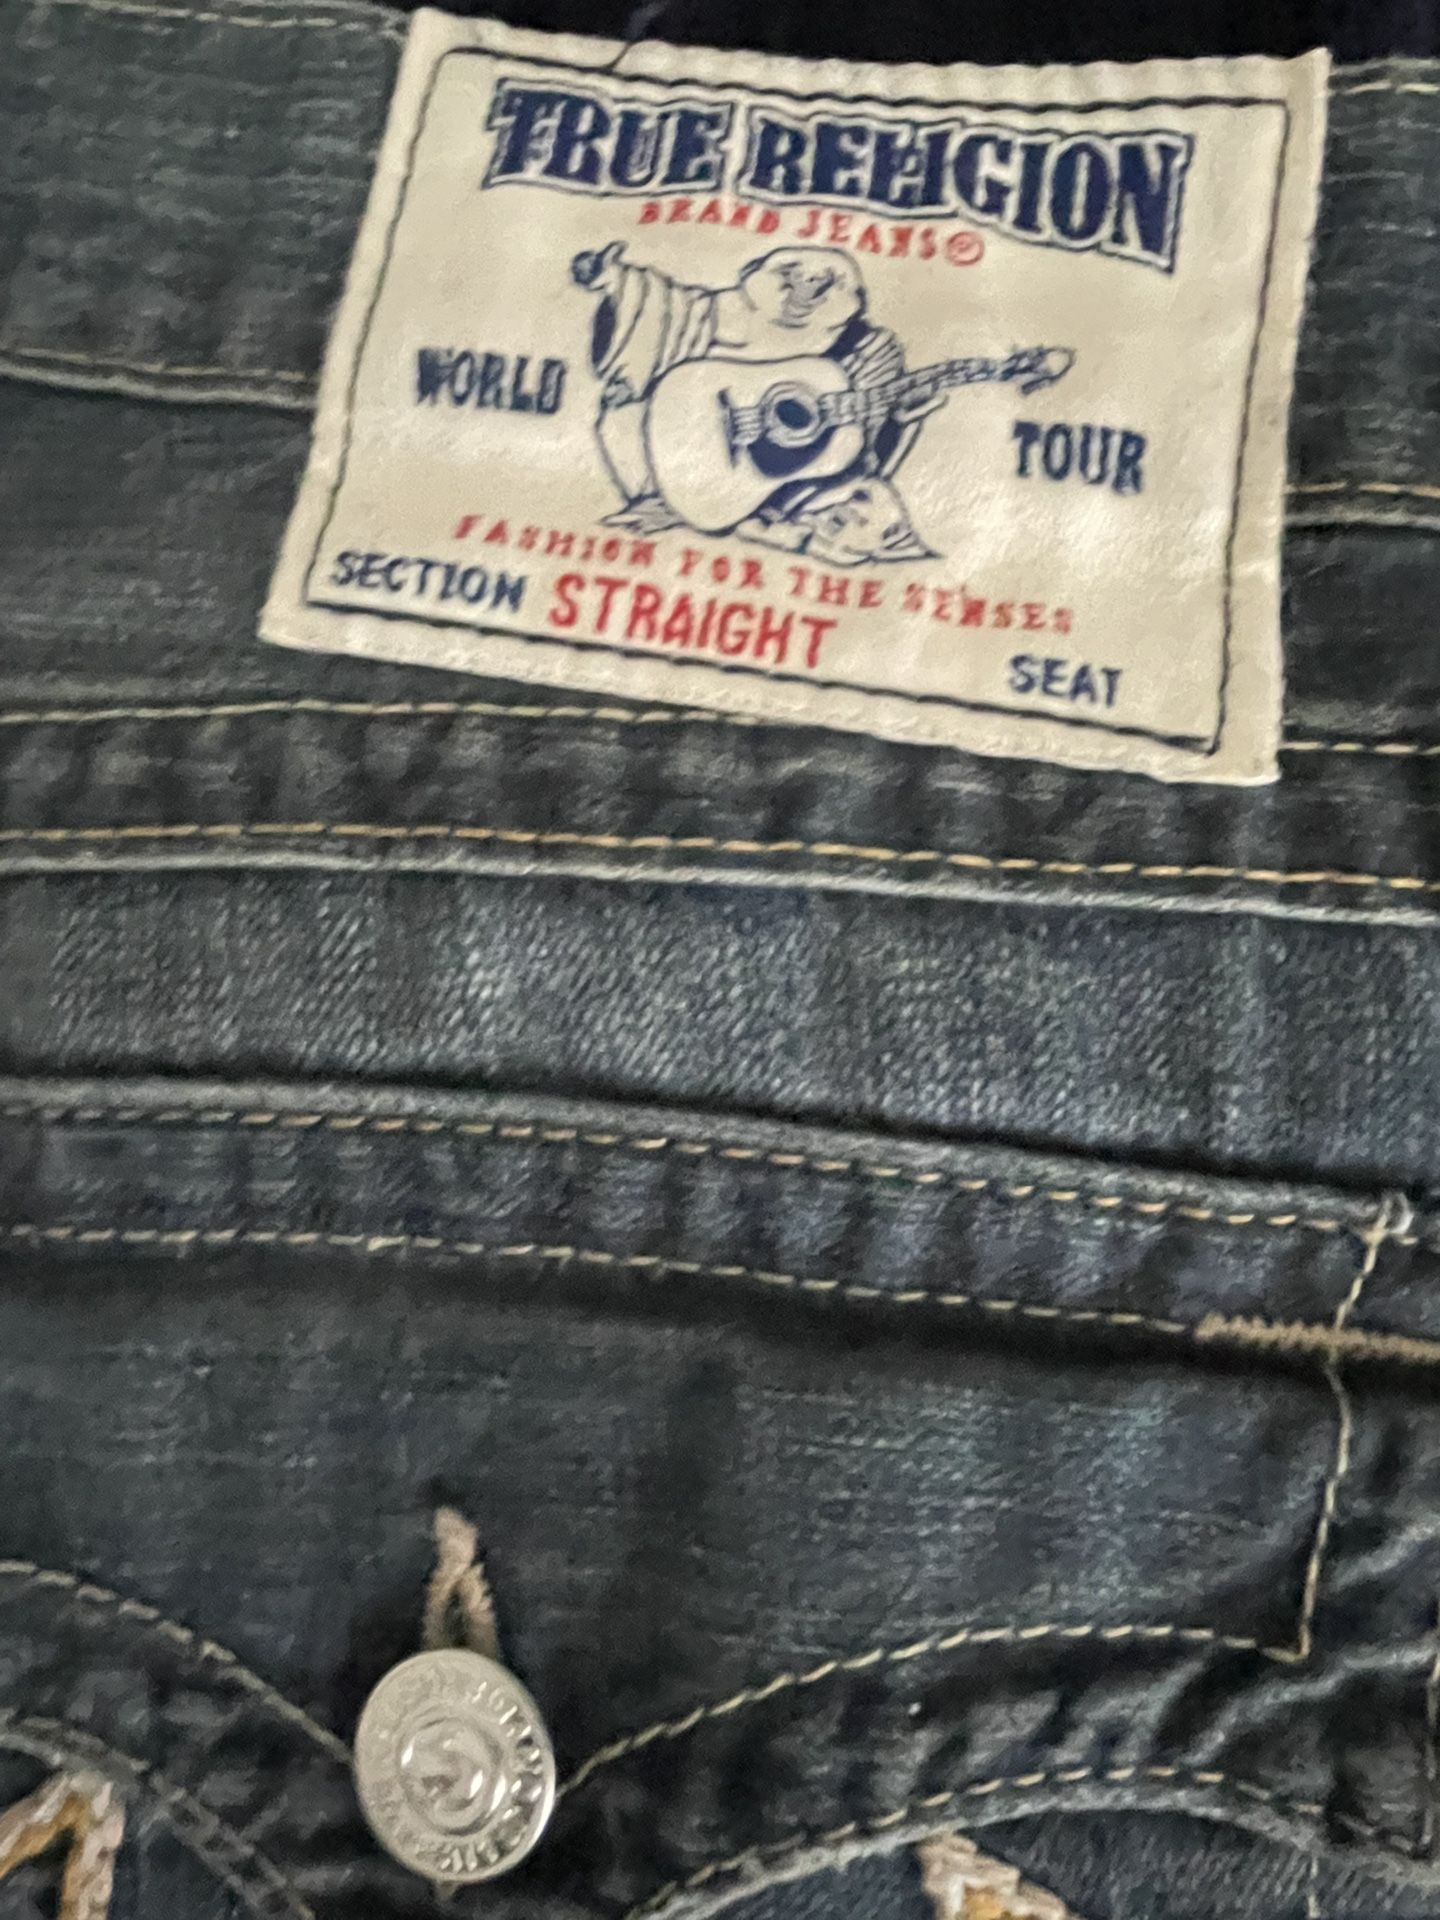 TRUE RELIGION
BRAND JEANS®
WORLD TOUR
FASHION FOR THE SENSES
SECTION STRAIGHT SEAT